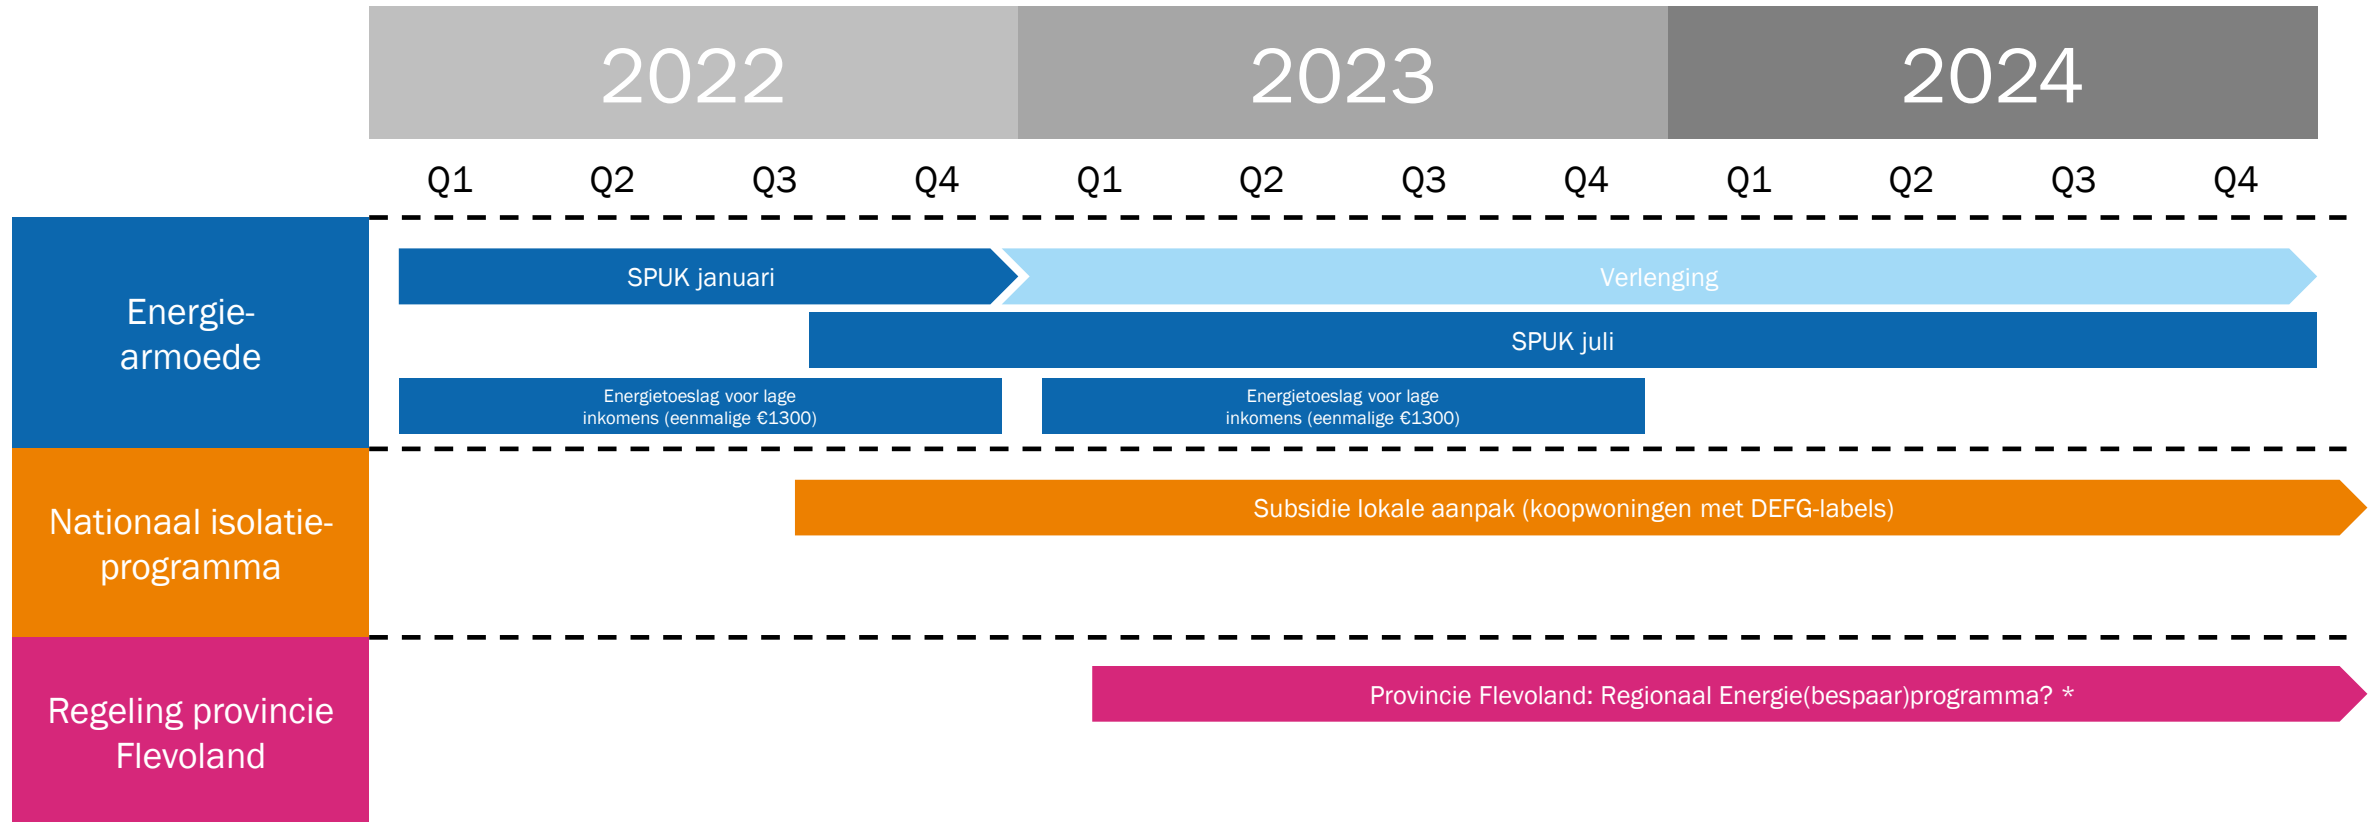 2022
2023
2024
Q1
Q2
Q3
Q4
Q1
Q2
Q3
Q4
Q1
Q2
Q3
Q4
Energie-
armoede
SPUK januari
Verlenging
SPUK juli
Energietoeslag voor lage
inkomens (eenmalige €1300)
Energietoeslag voor lage
inkomens (eenmalige €1300)
Nationaal isolatie-
programma
Subsidie lokale aanpak (koopwoningen met DEFG-labels)
Regeling provincie
Flevoland
Provincie Flevoland: Regionaal Energie(bespaar)programma? *